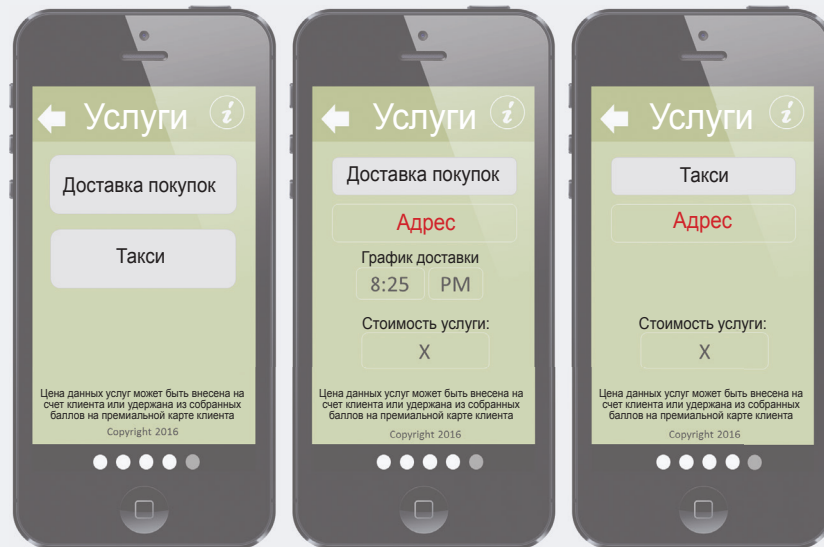 Услуги i
Доставка покупок
Такси
Цена данных услуг может быть внесена на
счет клиента или удержана из собранных
баллов на премиальной карте клиента
Copyright 2016
Услуги i
Доставка покупок
Адрес
График доставки
8:25 PM
Стоимость услуги:
X
Цена данных услуг может быть внесена на
счет клиента или удержана из собранных
баллов на премиальной карте клиента
Copyright 2016
Услуги i
Такси
Адрес
Стоимость услуги:
X
Цена данных услуг может быть внесена на
счет клиента или удержана из собранных
баллов на премиальной карте клиента
Copyright 2016